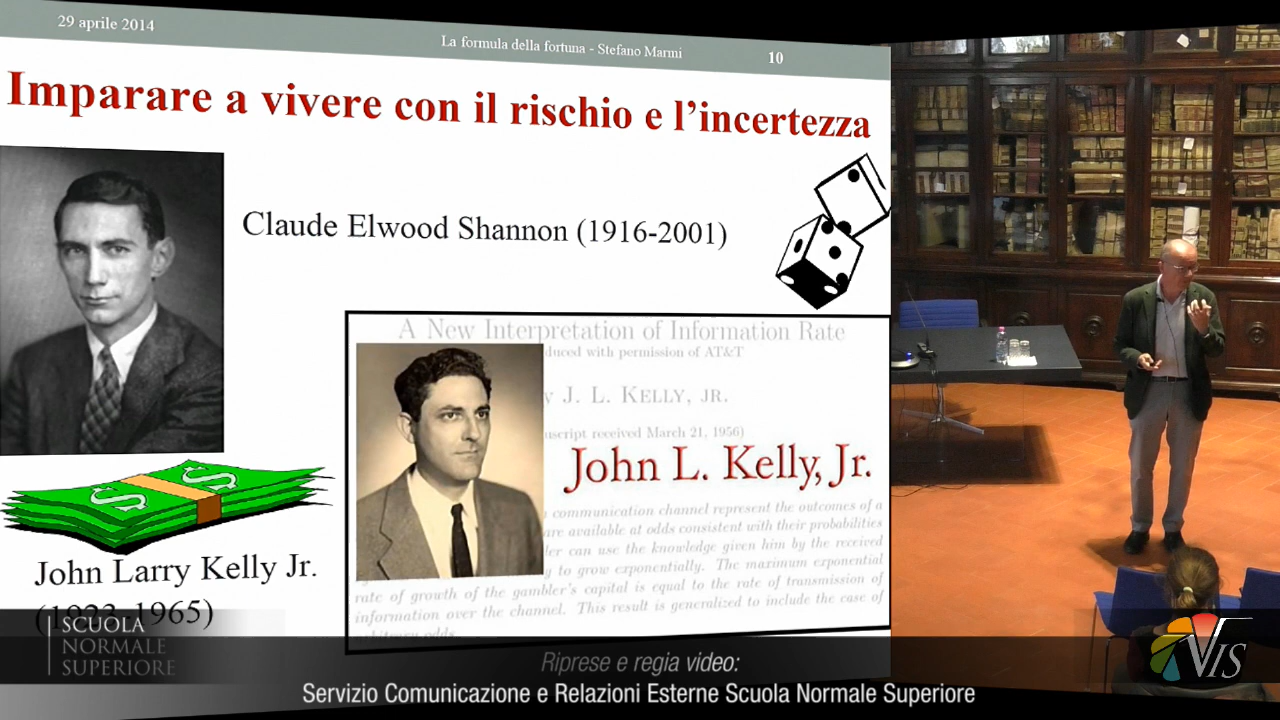 29 aprile 2014
La formula della fortuna - Stefano Marmi
10
Imparare a vivere con il rischio e l'incertezza
Claude Elwood Shannon (1916-2001)
A New Interpretation of Information Rate
duced with permission of AT&T
y J. L. KELLY, JR.
uscript received March 21, 1956)
John L. Kelly, Jr.
communication channel represent the outcomes of a
are available at odds consistent with their probabilities
ler can use the knowledge given him by the received
y to grow exponentially. The maximum exponential
rate of growth of the gambler's capital is equal to the rate of transmission of
information over the channel. This result is generalized to include the case of
arbitrary odds.
John Larry Kelly Jr.
(1923-1965)
SCUOLA
NORMALE
SUPERIORE
Riprese e regia video:
Servizio Comunicazione e Relazioni Esterne Scuola Normale Superiore
VIS